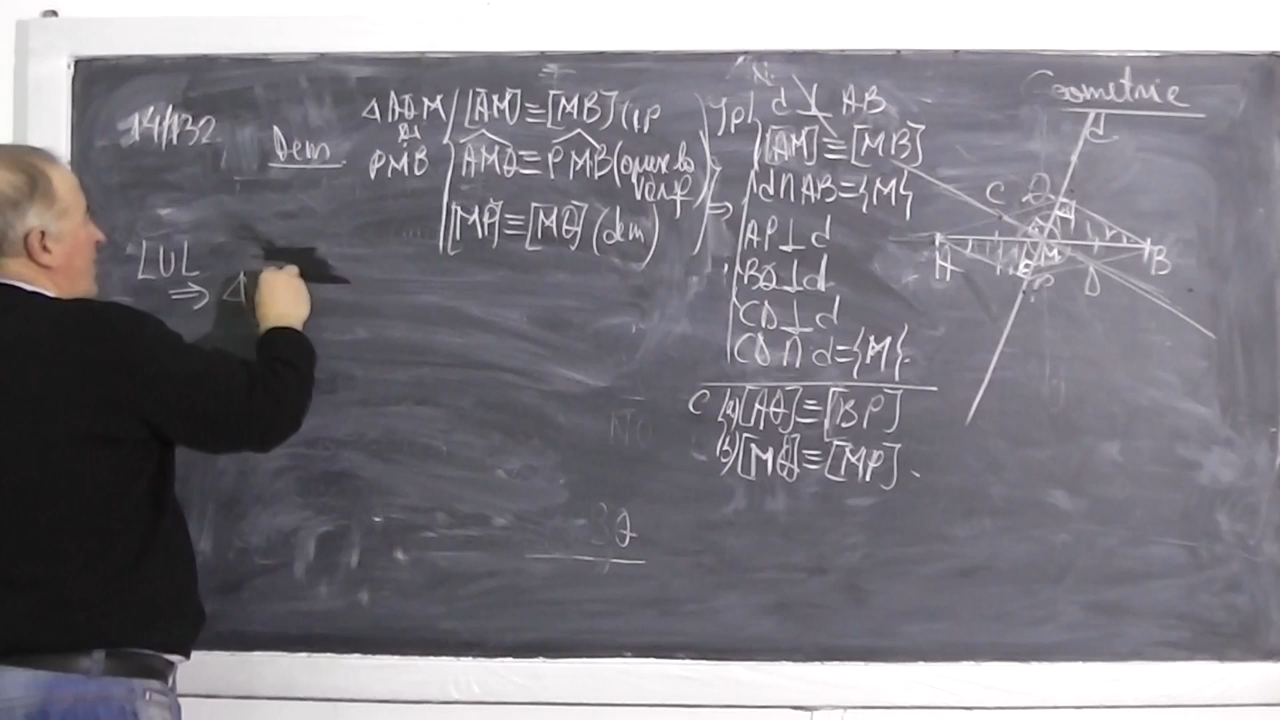 Geometrie
14/132
Dem
Δ AQM [AM]≡[MB] (ip
și
PMB AMQ≡PMB (opuse la
vârf)
[MP]≡[MQ] (dem)
⇒
LUL
⇒ Δ
Ip d AB
[AM]≡[MB]
d∩AB={M}
AP⊥d
BQ⊥d
CD⊥d
CD∩d={M}.
C a) [AQ]≡[BP]
b) [MQ]≡[MP].
d
C Q
A M B
P D